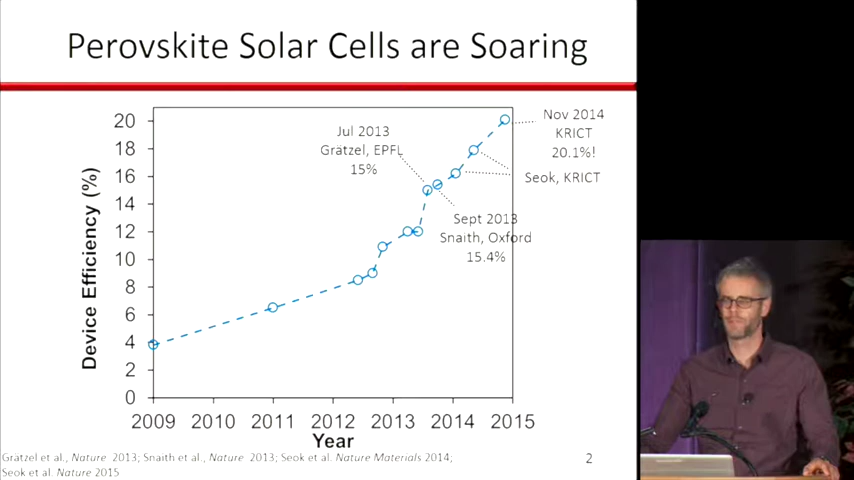 Perovskite Solar Cells are Soaring
Nov 2014
KRICT
20.1%!
Jul 2013
Grätzel, EPFL
15%
Seok, KRICT
Sept 2013
Snaith, Oxford
15.4%
Device Efficiency (%)
20
18
16
14
12
10
8
6
4
2
0
2009 2010 2011 2012 2013 2014 2015
Year
Grätzel et al., Nature 2013; Snaith et al., Nature 2013; Seok et al. Nature Materials 2014;
Seok et al. Nature 2015
2